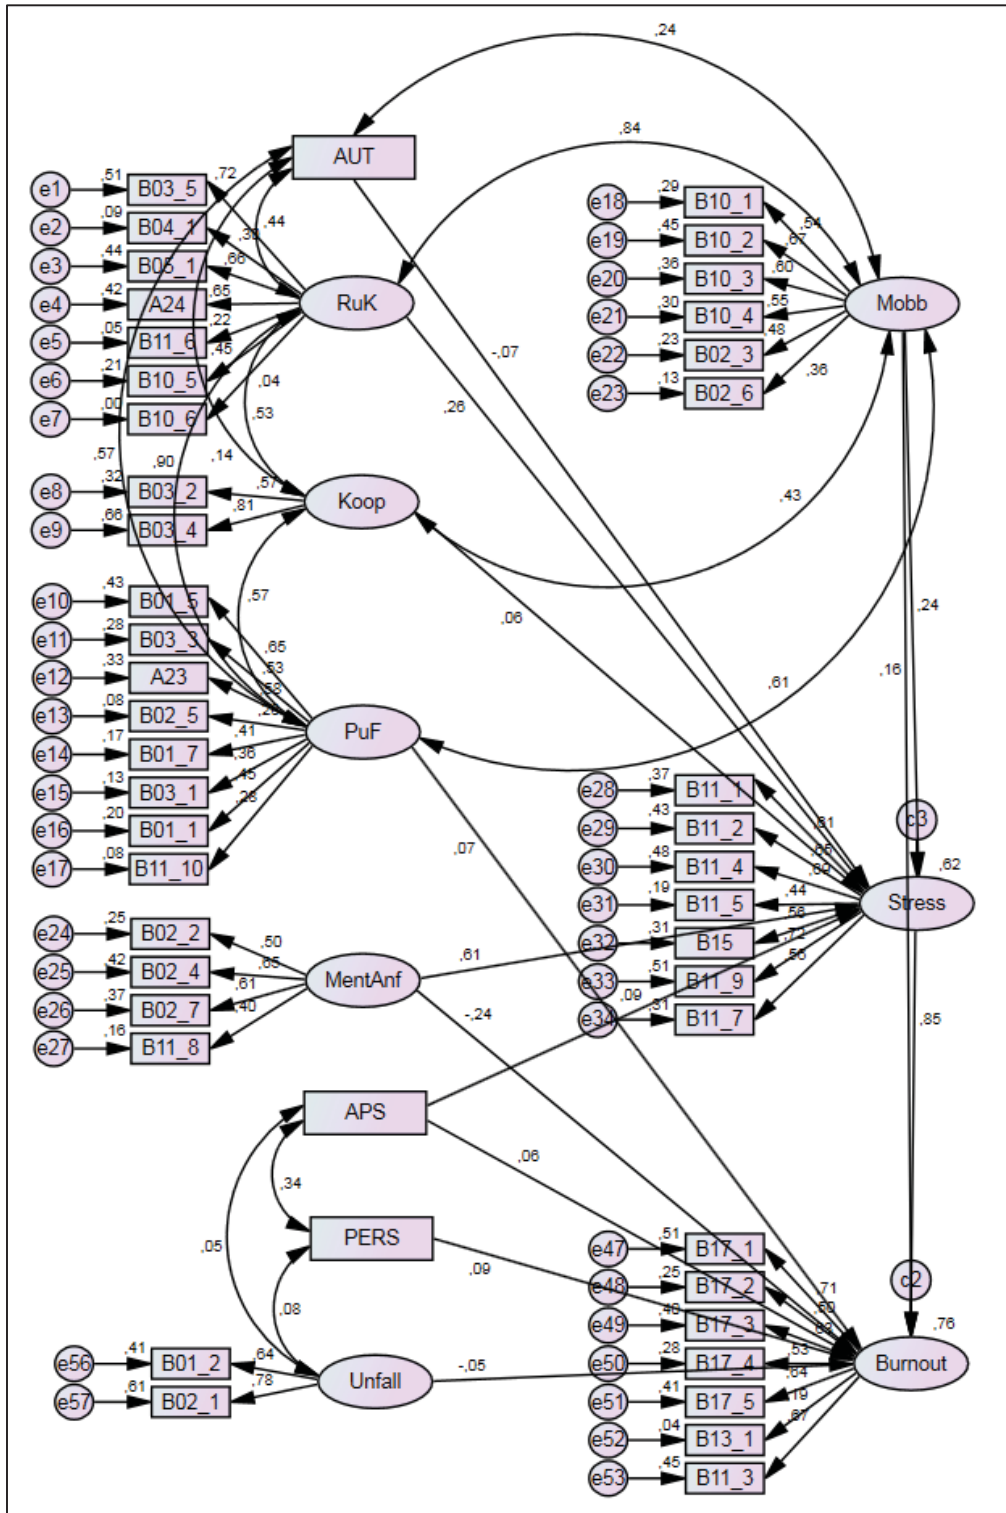 ,24
,84
AUT
e1 ,51 B03_5 ,72
e2 ,09 B04_1
e3 ,44 B05_1 ,66 ,44
e4 ,42 A24 ,65 RuK
e5 ,05 B11_6 ,22
e6 ,21 B10_5 ,45
e7 ,00 B10_6 ,04
,53
e18 ,29 B10_1 ,54
e19 ,45 B10_2 ,67
e20 ,36 B10_3 ,60 Mobb
e21 ,30 B10_4 ,55
e22 ,23 B02_3 ,48
e23 ,13 B02_6 ,36
-,07
,26
,57 ,90 ,14
e8 ,32 B03_2 ,57 Koop
e9 ,66 B03_4 ,81
,43
,57
,06
,24
,16
,61
e10 ,43 B01_5 ,65
e11 ,28 B03_3 ,53
e12 ,33 A23 ,58
e13 ,08 B02_5 PuF
e14 ,17 B01_7 ,41
e15 ,13 B03_1 ,36
e16 ,20 B01_1 ,45
e17 ,08 B11_10 ,28
,07
e28 ,37 B11_1
e29 ,43 B11_2 ,65 c3
e30 ,48 B11_4 ,69 ,62
e31 ,19 B11_5 ,44 Stress
e32 ,31 B15 ,56
e33 ,51 B11_9 ,72
e34 ,31 B11_7 ,56
e24 ,25 B02_2 ,50
e25 ,42 B02_4 ,65 MentAnf ,61
e26 ,37 B02_7 ,61
e27 ,16 B11_8 ,40
,09
-,24
,85
APS
,06
,34
PERS
,05
,09
,08
e47 ,51 B17_1 ,71
e48 ,25 B17_2 ,50 c2
e49 ,40 B17_3 ,63 ,76
e50 ,28 B17_4 ,53 Burnout
e51 ,41 B17_5 ,64
e52 ,04 B13_1 ,19
e53 ,45 B11_3 ,67
e56 ,41 B01_2 ,64 Unfall -,05
e57 ,61 B02_1 ,78